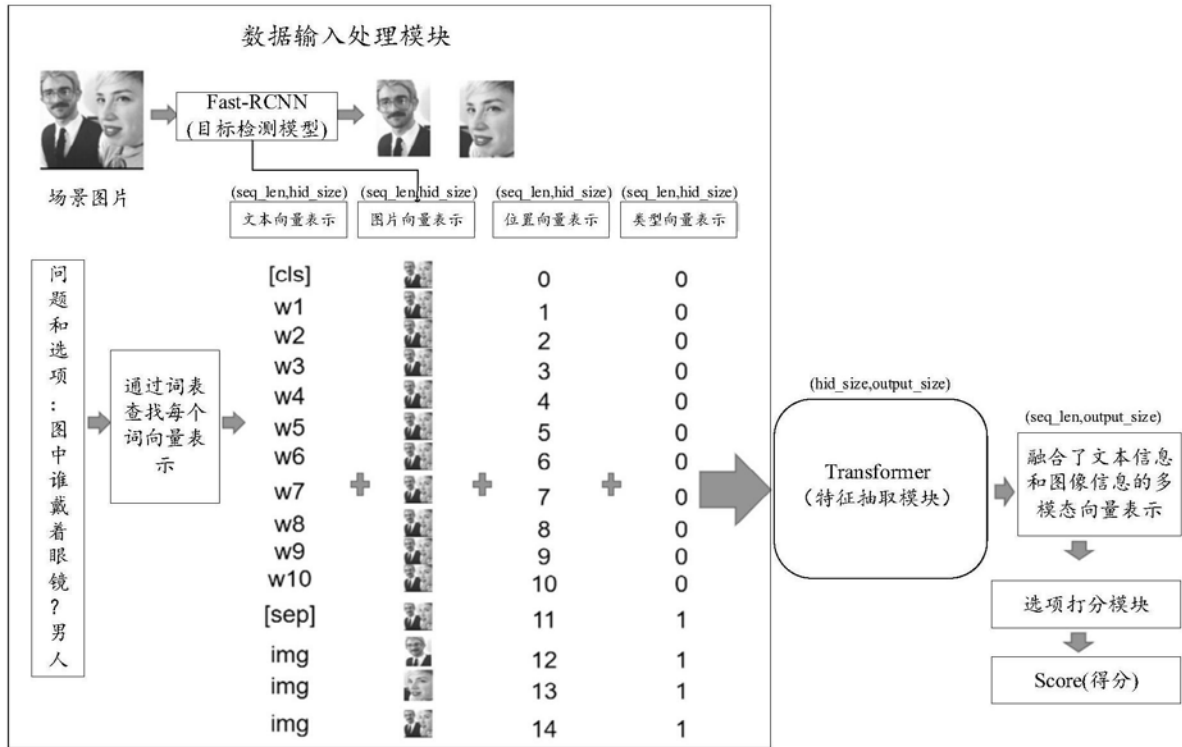 数据输入处理模块
Fast-RCNN
(目标检测模型)
场景图片
(seq_len,hid_size)
(seq_len,hid_size)
(seq_len,hid_size)
(seq_len,hid_size)
文本向量表示
图片向量表示
位置向量表示
类型向量表示
问题和选项：图中谁戴着眼镜？男人
通过词表
查找每个
词向量表
示
[cls] 0 0
w1 1 0
w2 2 0
w3 3 0
w4 4 0
w5 5 0
w6 6 0
w7 7 0
w8 8 0
w9 9 0
w10 10 0
[sep] 11 1
img 12 1
img 13 1
img 14 1
(hid_size,output_size)
Transformer
（特征抽取模块）
(seq_len,output_size)
融合了文本信息
和图像信息的多
模态向量表示
选项打分模块
Score(得分)